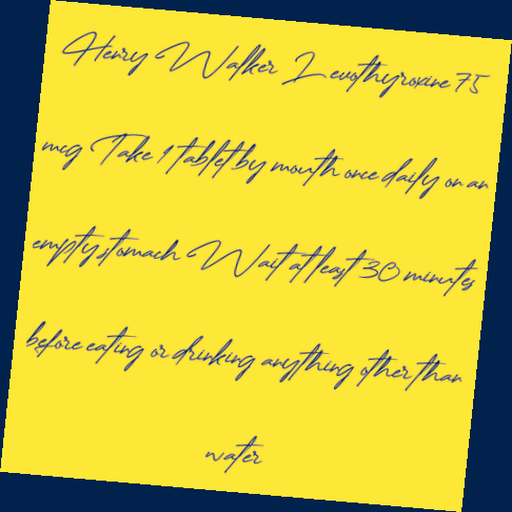 Henry Walker Levothyroxine 75
mcg Take 1 tablet by mouth once daily on an
empty stomach Wait at least 30 minutes
before eating or drinking anything other than
water